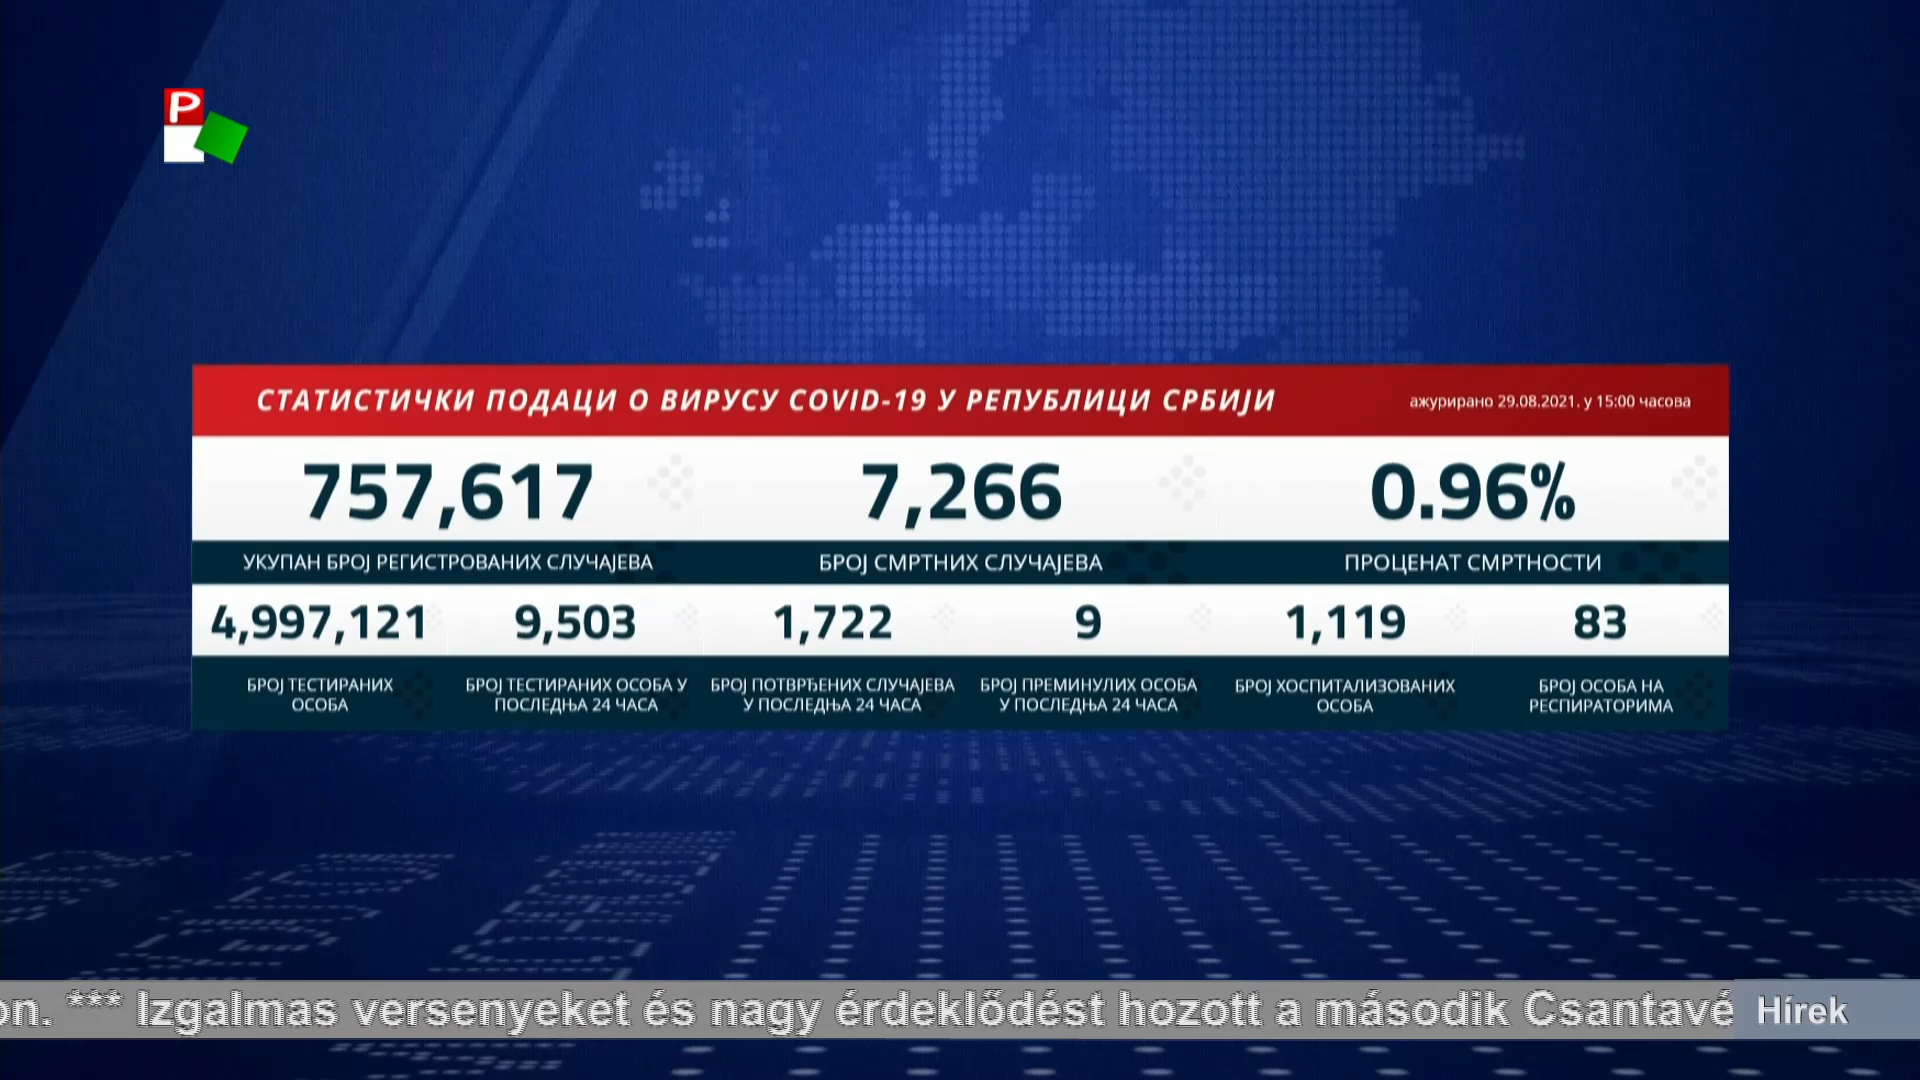 P
СТАТИСТИЧКИ ПОДАЦИ О ВИРУСУ COVID-19 У РЕПУБЛИЦИ СРБИЈИ
ажурирано 29.08.2021. у 15:00 часова
757,617 7,266 0.96%
УКУПАН БРОЈ РЕГИСТРОВАНИХ СЛУЧАЈЕВА БРОЈ СМРТНИХ СЛУЧАЈЕВА ПРОЦЕНАТ СМРТНОСТИ
4,997,121 9,503 1,722 9 1,119 83
БРОЈ ТЕСТИРАНИХ
ОСОБА
БРОЈ ТЕСТИРАНИХ ОСОБА У
ПОСЛЕДЊА 24 ЧАСА
БРОЈ ПОТВРЂЕНИХ СЛУЧАЈЕВА
У ПОСЛЕДЊА 24 ЧАСА
БРОЈ ПРЕМИНУЛИХ ОСОБА
У ПОСЛЕДЊА 24 ЧАСА
БРОЈ ХОСПИТАЛИЗОВАНИХ
ОСОБА
БРОЈ ОСОБА НА
РЕСПИРАТОРИМА
on. *** Izgalmas versenyeket és nagy érdeklődést hozott a második Csantavé Hírek